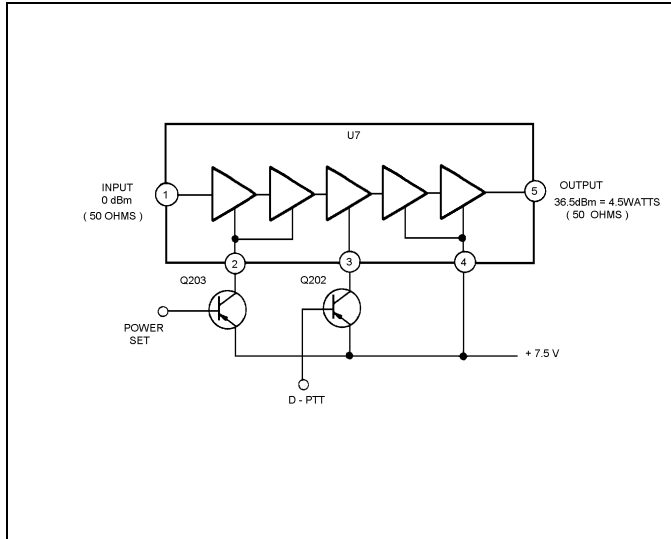 U7
INPUT
0 dBm
( 50 OHMS )
1
5
OUTPUT
36.5dBm = 4.5WATTS
( 50 OHMS )
2
3
4
Q203
Q202
POWER
SET
+ 7.5 V
D - PTT